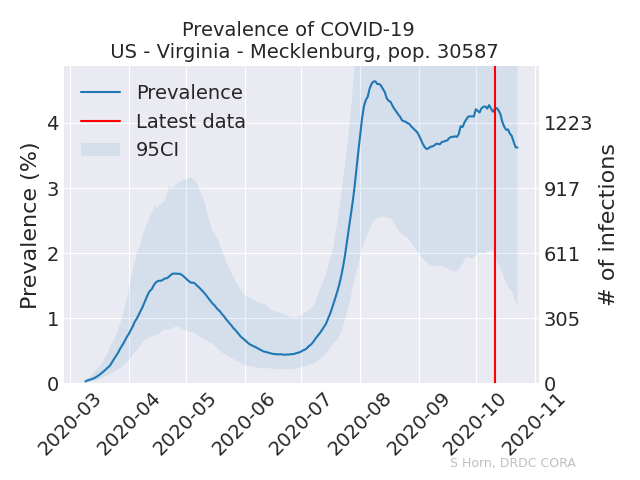 Prevalence of COVID-19
US - Virginia - Mecklenburg, pop. 30587
Prevalence
Latest data
95CI
Prevalence (%)
4
3
2
1
0
1223
917
611
305
0
# of infections
2020-03
2020-04
2020-05
2020-06
2020-07
2020-08
2020-09
2020-10
2020-11
S Horn, DRDC CORA